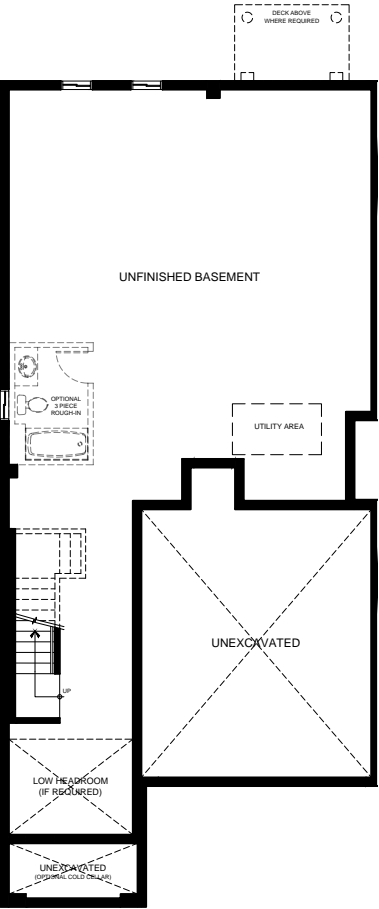 DECK ABOVE
WHERE REQUIRED
UNFINISHED BASEMENT
OPTIONAL
3 PIECE
ROUGH-IN
UTILITY AREA
UNEXCAVATED
UP
LOW HEADROOM
(IF REQUIRED)
UNEXCAVATED
(OPTIONAL COLD CELLAR)